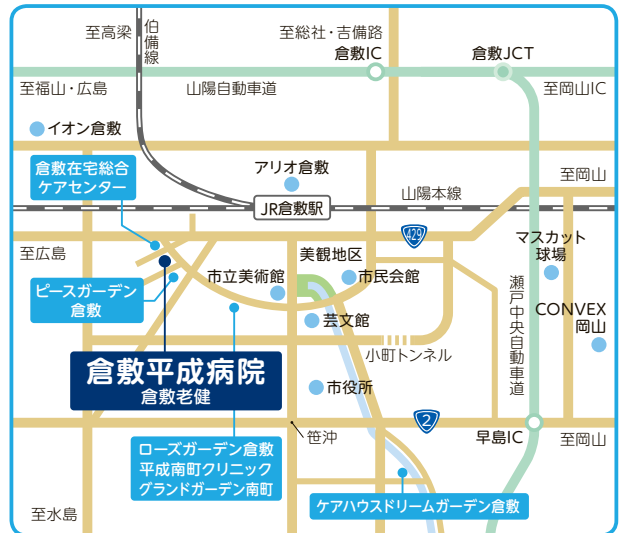 至高梁
伯備線
至総社・吉備路
倉敷IC
倉敷JCT
至福山・広島
山陽自動車道
至岡山IC
イオン倉敷
倉敷在宅総合
ケアセンター
アリオ倉敷
至岡山
山陽本線
JR倉敷駅
429
至広島
美観地区
マスカット
球場
市立美術館
市民会館
ピースガーデン
倉敷
瀬戸中央自動車道
CONVEX
岡山
芸文館
小町トンネル
倉敷平成病院
倉敷老健
市役所
2
笹沖
早島IC
至岡山
ローズガーデン倉敷
平成南町クリニック
グランドガーデン南町
ケアハウスドリームガーデン倉敷
至水島